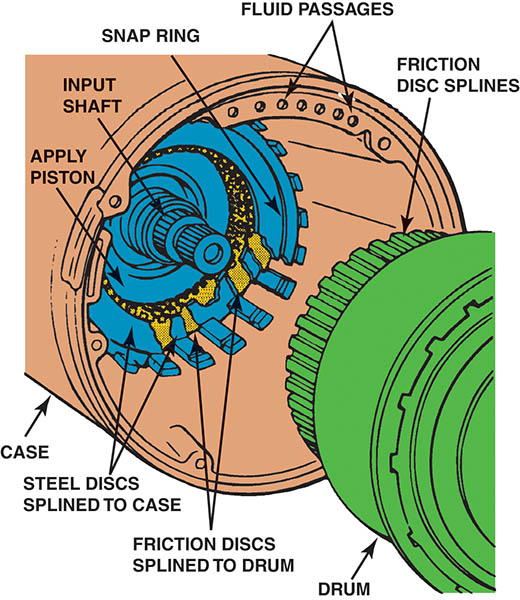 FLUID PASSAGES
SNAP RING
FRICTION
DISC SPLINES
INPUT
SHAFT
APPLY
PISTON
CASE
STEEL DISCS
SPLINED TO CASE
FRICTION DISCS
SPLINED TO DRUM
DRUM